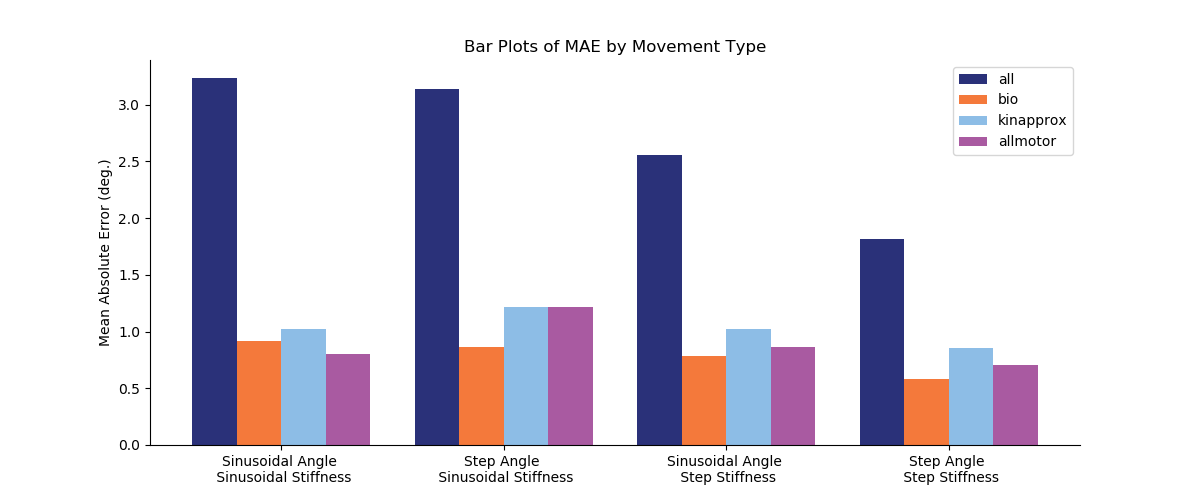 Bar Plots of MAE by Movement Type
all
bio
kinapprox
allmotor
Mean Absolute Error (deg.)
3.0
2.5
2.0
1.5
1.0
0.5
0.0
Sinusoidal Angle
Sinusoidal Stiffness
Step Angle
Sinusoidal Stiffness
Sinusoidal Angle
Step Stiffness
Step Angle
Step Stiffness